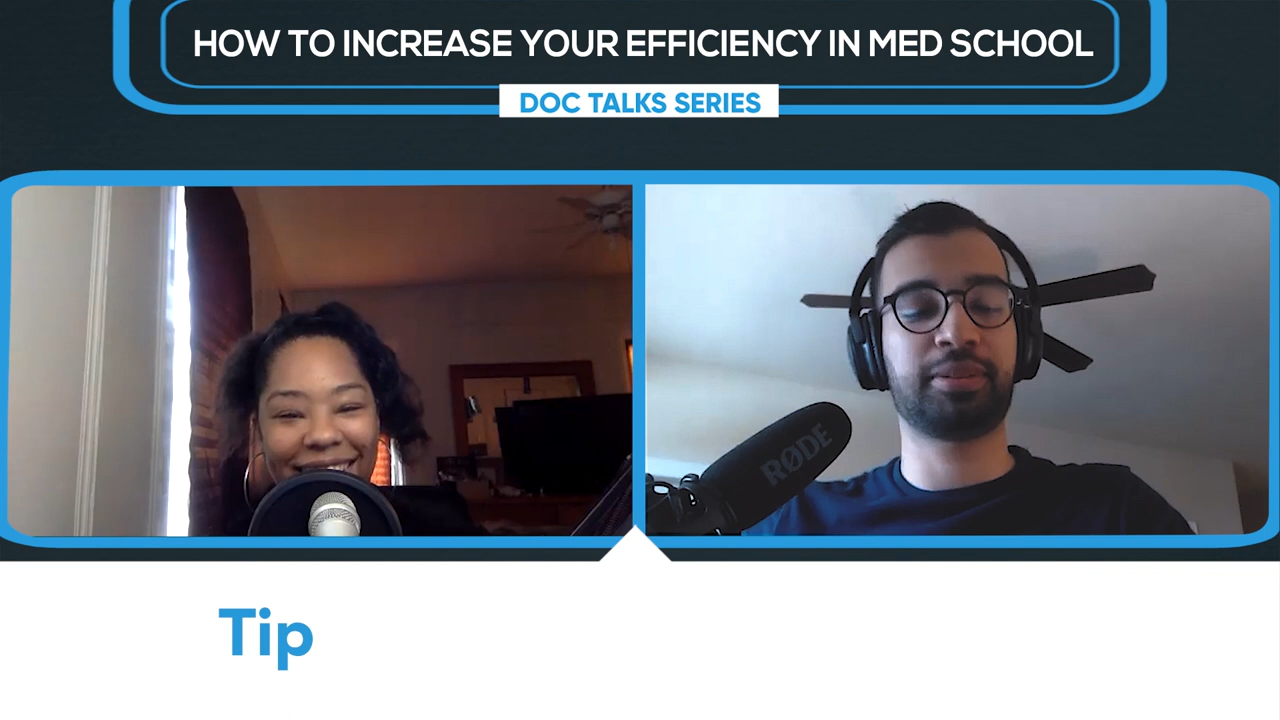 HOW TO INCREASE YOUR EFFICIENCY IN MED SCHOOL
DOC TALKS SERIES
RØDE
Tip